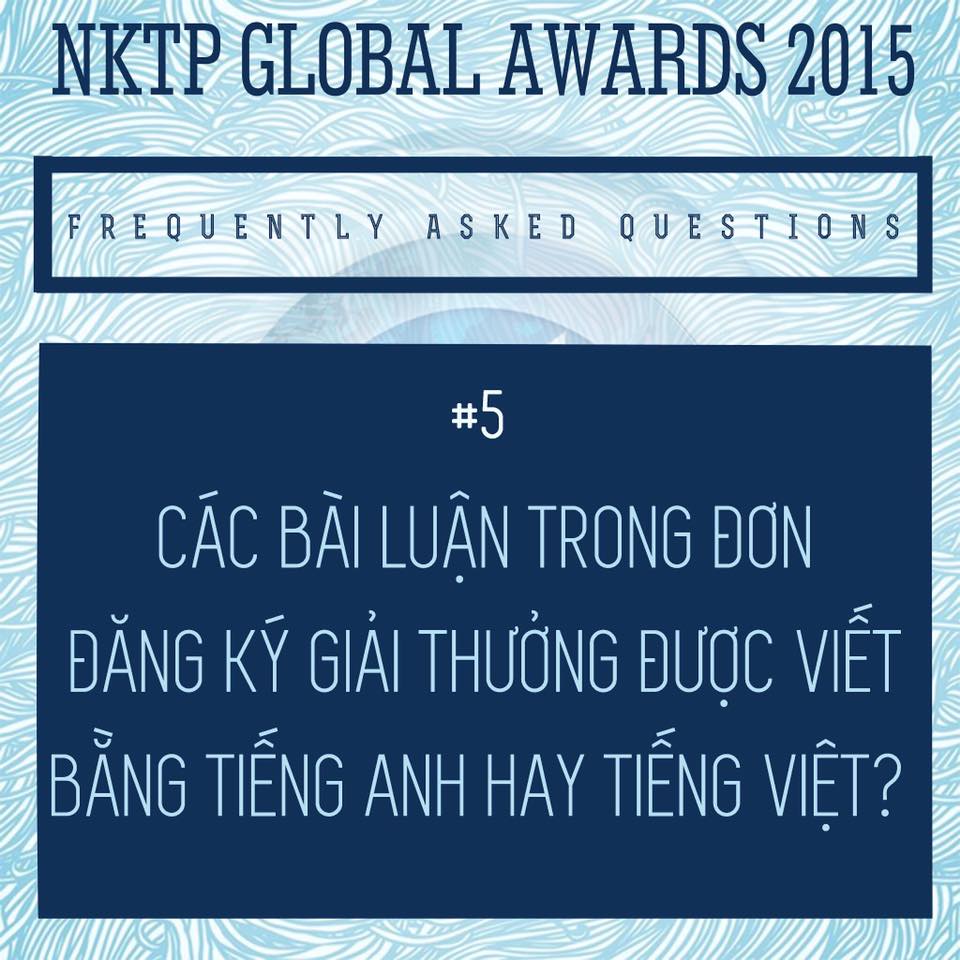 NKTP GLOBAL AWARDS 2015
FREQUENTLY ASKED QUESTIONS
#5
CÁC BÀI LUẬN TRONG ĐƠN
ĐĂNG KÝ GIẢI THƯỞNG ĐƯỢC VIẾT
BẰNG TIẾNG ANH HAY TIẾNG VIỆT?